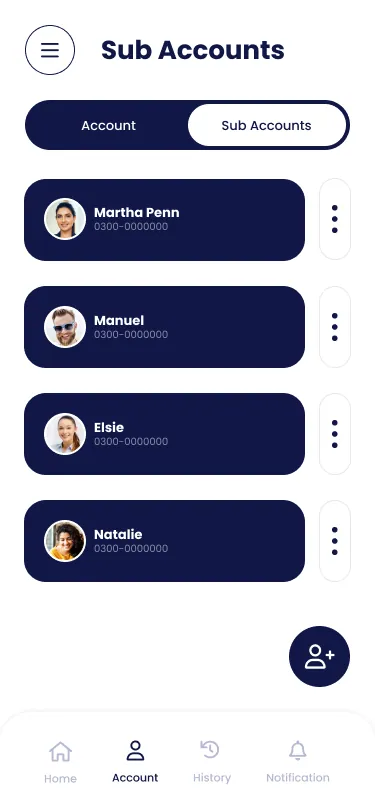 Sub Accounts
Account
Sub Accounts
Martha Penn
0300-0000000
Manuel
0300-0000000
Elsie
0300-0000000
Natalie
0300-0000000
Home
Account
History
Notification